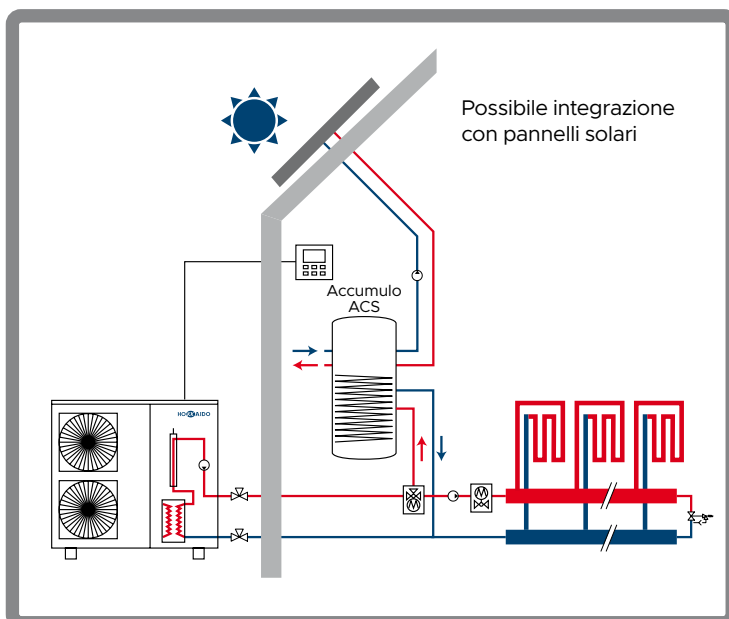 Possibile integrazione
con pannelli solari
Accumulo
ACS
HOKKAIDO